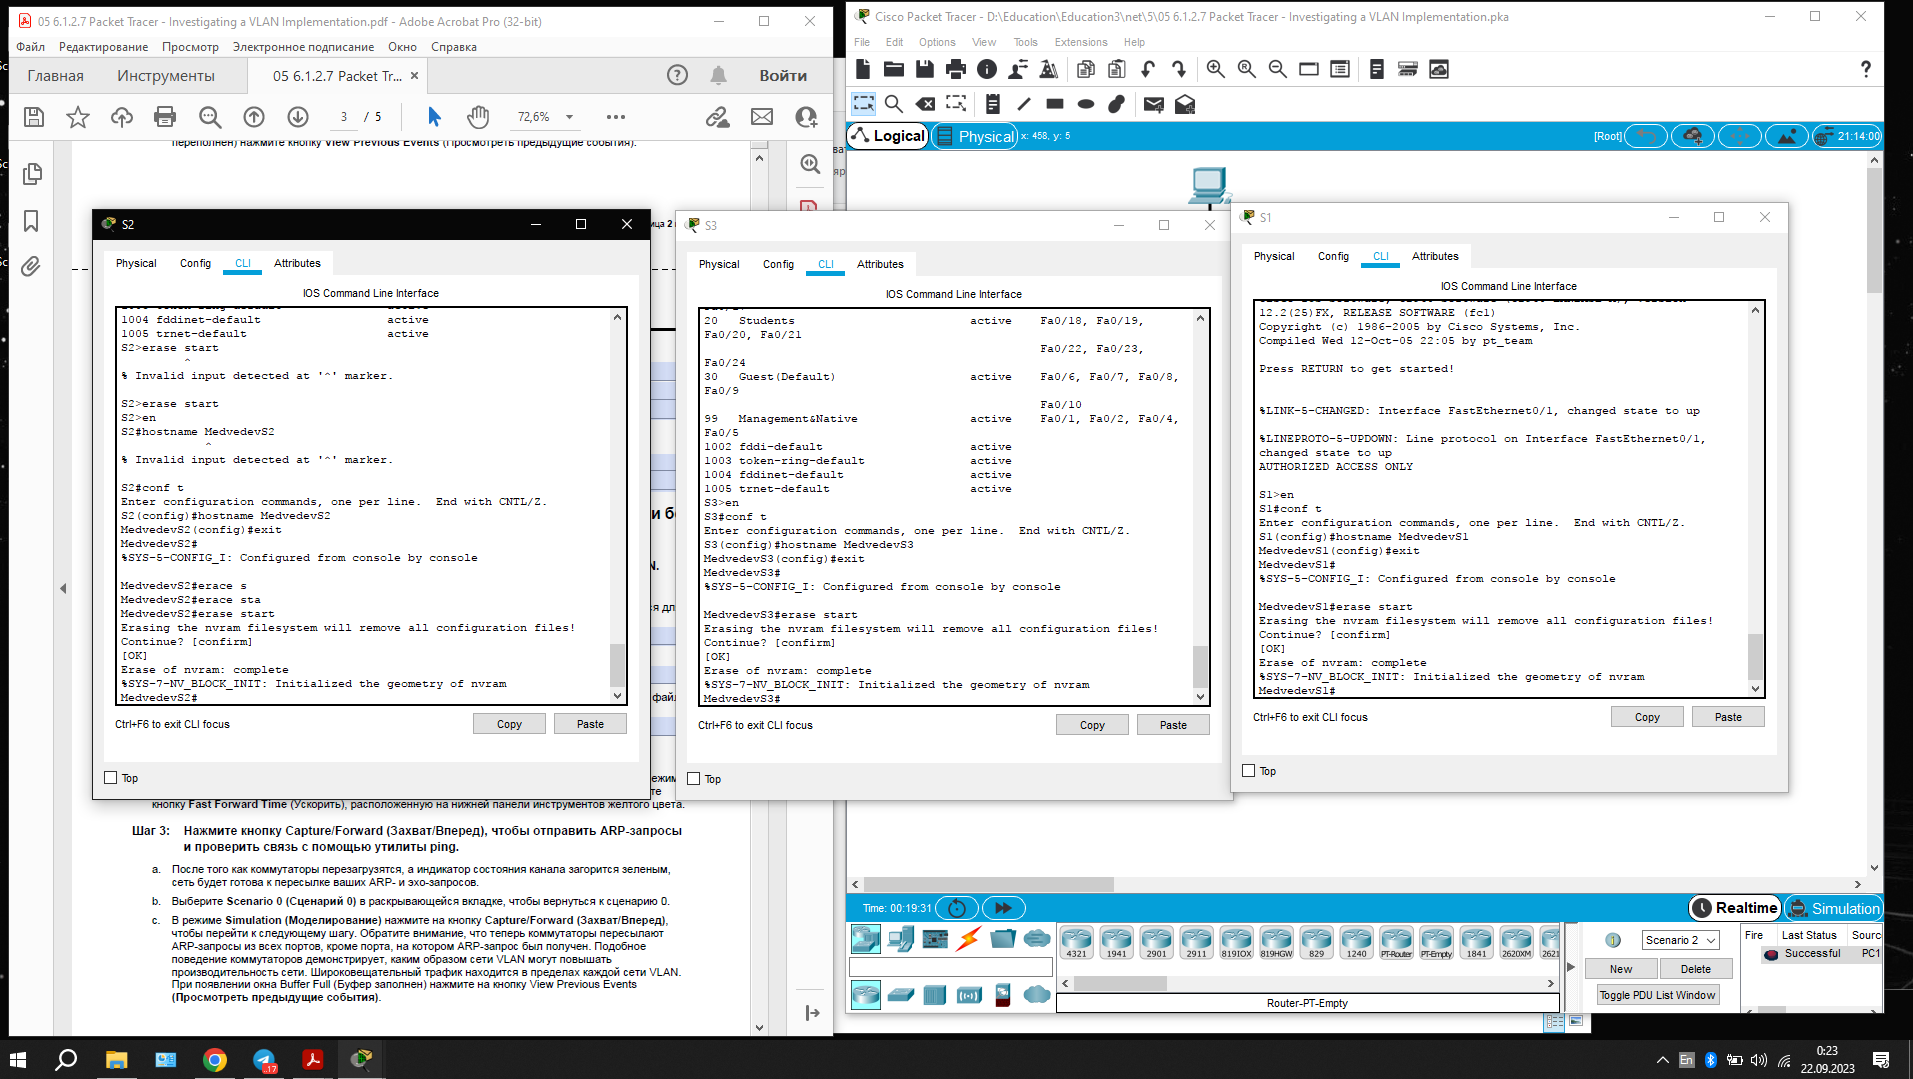 05 6.1.2.7 Packet Tracer - Investigating a VLAN Implementation.pdf - Adobe Acrobat Pro (32-bit)
Файл Редактирование Просмотр Электронное подписание Окно Справка
Главная Инструменты 05 6.1.2.7 Packet Tr... × Войти
3 / 5 72,6%
переполнен) нажмите кнопку View Previous Events (Просмотреть предыдущие события).
S2
Physical Config CLI Attributes
IOS Command Line Interface
1004 fddinet-default active
1005 trnet-default active
S2>erase start
^
% Invalid input detected at '^' marker.
S2>erase start
S2>en
S2#hostname MedvedevS2
^
% Invalid input detected at '^' marker.
S2#conf t
Enter configuration commands, one per line. End with CNTL/Z.
S2(config)#hostname MedvedevS2
MedvedevS2(config)#exit
MedvedevS2#
%SYS-5-CONFIG_I: Configured from console by console
MedvedevS2#erace s
MedvedevS2#erace sta
MedvedevS2#erase start
Erasing the nvram filesystem will remove all configuration files!
Continue? [confirm]
[OK]
Erase of nvram: complete
%SYS-7-NV_BLOCK_INIT: Initialized the geometry of nvram
MedvedevS2#
Ctrl+F6 to exit CLI focus
Copy Paste
Top
кнопку Fast Forward Time (Ускорить), расположенную на нижней панели инструментов желтого цвета.
Шаг 3: Нажмите кнопку Capture/Forward (Захват/Вперед), чтобы отправить ARP-запросы
и проверить связь с помощью утилиты ping.
a. После того как коммутаторы перезагрузятся, а индикатор состояния канала загорится зеленым,
сеть будет готова к пересылке ваших ARP- и эхо-запросов.
b. Выберите Scenario 0 (Сценарий 0) в раскрывающейся вкладке, чтобы вернуться к сценарию 0.
c. В режиме Simulation (Моделирование) нажмите на кнопку Capture/Forward (Захват/Вперед),
чтобы перейти к следующему шагу. Обратите внимание, что теперь коммутаторы пересылают
ARP-запросы из всех портов, кроме порта, на котором ARP-запрос был получен. Подобное
поведение коммутаторов демонстрирует, каким образом сети VLAN могут повышать
производительность сети. Широковещательный трафик находится в пределах каждой сети VLAN.
При появлении окна Buffer Full (Буфер заполнен) нажмите на кнопку View Previous Events
(Просмотреть предыдущие события).
S3
Physical Config CLI Attributes
IOS Command Line Interface
20 Students active Fa0/18, Fa0/19,
Fa0/20, Fa0/21
Fa0/22, Fa0/23,
Fa0/24
30 Guest(Default) active Fa0/6, Fa0/7, Fa0/8,
Fa0/9
Fa0/10
99 Management&Native active Fa0/1, Fa0/2, Fa0/4,
Fa0/5
1002 fddi-default active
1003 token-ring-default active
1004 fddinet-default active
1005 trnet-default active
S3>en
S3#conf t
Enter configuration commands, one per line. End with CNTL/Z.
S3(config)#hostname MedvedevS3
MedvedevS3(config)#exit
MedvedevS3#
%SYS-5-CONFIG_I: Configured from console by console
MedvedevS3#erase start
Erasing the nvram filesystem will remove all configuration files!
Continue? [confirm]
[OK]
Erase of nvram: complete
%SYS-7-NV_BLOCK_INIT: Initialized the geometry of nvram
MedvedevS3#
Ctrl+F6 to exit CLI focus
Copy Paste
Top
Cisco Packet Tracer - D:\Education\Education3\net\5\05 6.1.2.7 Packet Tracer - Investigating a VLAN Implementation.pka
File Edit Options View Tools Extensions Help
Logical Physical x: 458, y: 5 [Root] 21:14:00
S1
Physical Config CLI Attributes
IOS Command Line Interface
12.2(25)FX, RELEASE SOFTWARE (fc1)
Copyright (c) 1986-2005 by Cisco Systems, Inc.
Compiled Wed 12-Oct-05 22:05 by pt_team
Press RETURN to get started!
%LINK-5-CHANGED: Interface FastEthernet0/1, changed state to up
%LINEPROTO-5-UPDOWN: Line protocol on Interface FastEthernet0/1,
changed state to up
AUTHORIZED ACCESS ONLY
S1>en
S1#conf t
Enter configuration commands, one per line. End with CNTL/Z.
S1(config)#hostname MedvedevS1
MedvedevS1(config)#exit
MedvedevS1#
%SYS-5-CONFIG_I: Configured from console by console
MedvedevS1#erase start
Erasing the nvram filesystem will remove all configuration files!
Continue? [confirm]
[OK]
Erase of nvram: complete
%SYS-7-NV_BLOCK_INIT: Initialized the geometry of nvram
MedvedevS1#
Ctrl+F6 to exit CLI focus
Copy Paste
Top
Time: 00:19:31 Realtime Simulation
4321 1941 2901 2911 819IOX 819HGW 829 1240 PT-Router PT-Empty 1841 2620XM 2621
Router-PT-Empty
Scenario 2
New Delete
Toggle PDU List Window
Fire Last Status Sourc
Successful PC1
17
En
0:23
22.09.2023